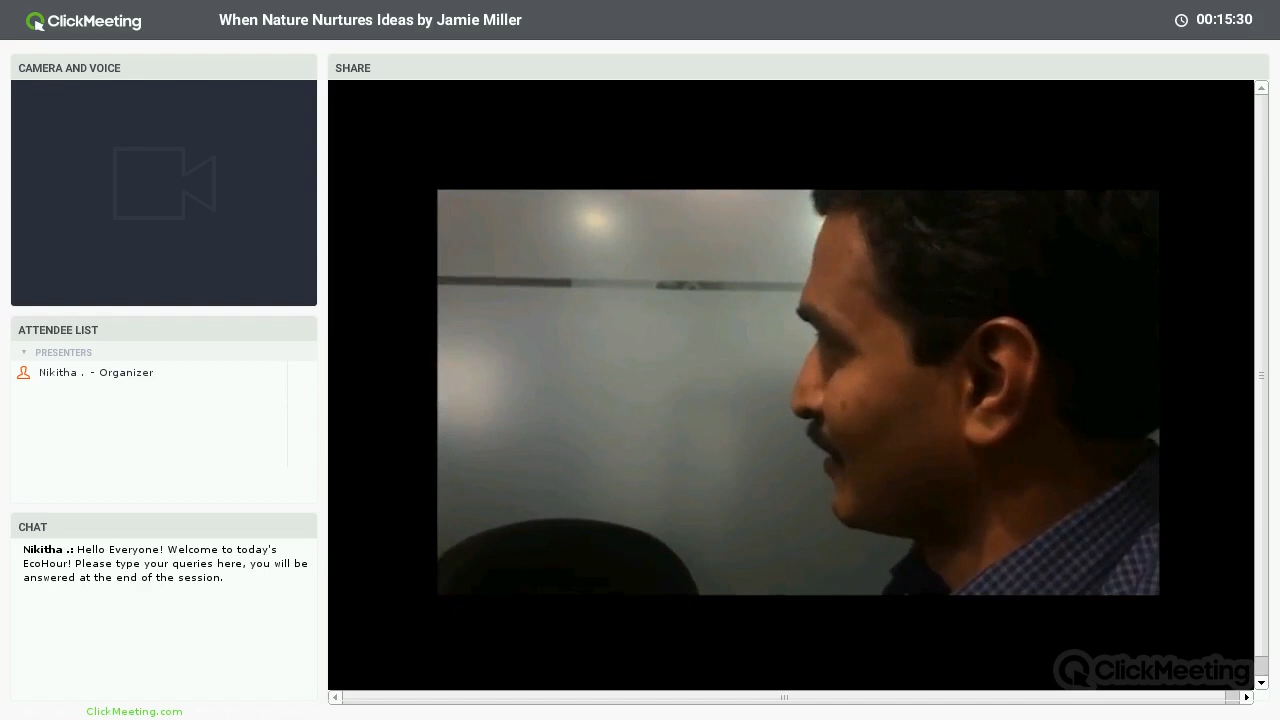 ClickMeeting
When Nature Nurtures Ideas by Jamie Miller
00:15:30
CAMERA AND VOICE
SHARE
ATTENDEE LIST
PRESENTERS
Nikitha . - Organizer
CHAT
Nikitha .: Hello Everyone! Welcome to today's
EcoHour! Please type your queries here, you will be
answered at the end of the session.
ClickMeeting
ClickMeeting.com